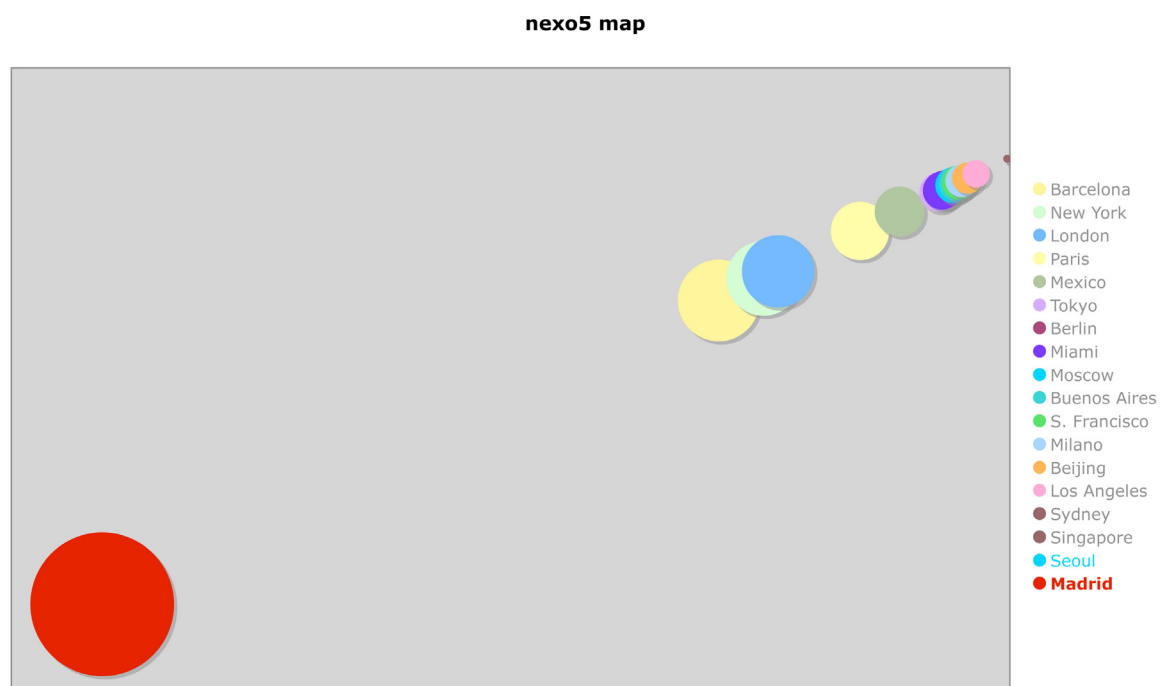 nexo5 map
Barcelona
New York
London
Paris
Mexico
Tokyo
Berlin
Miami
Moscow
Buenos Aires
S. Francisco
Milano
Beijing
Los Angeles
Sydney
Singapore
Seoul
Madrid